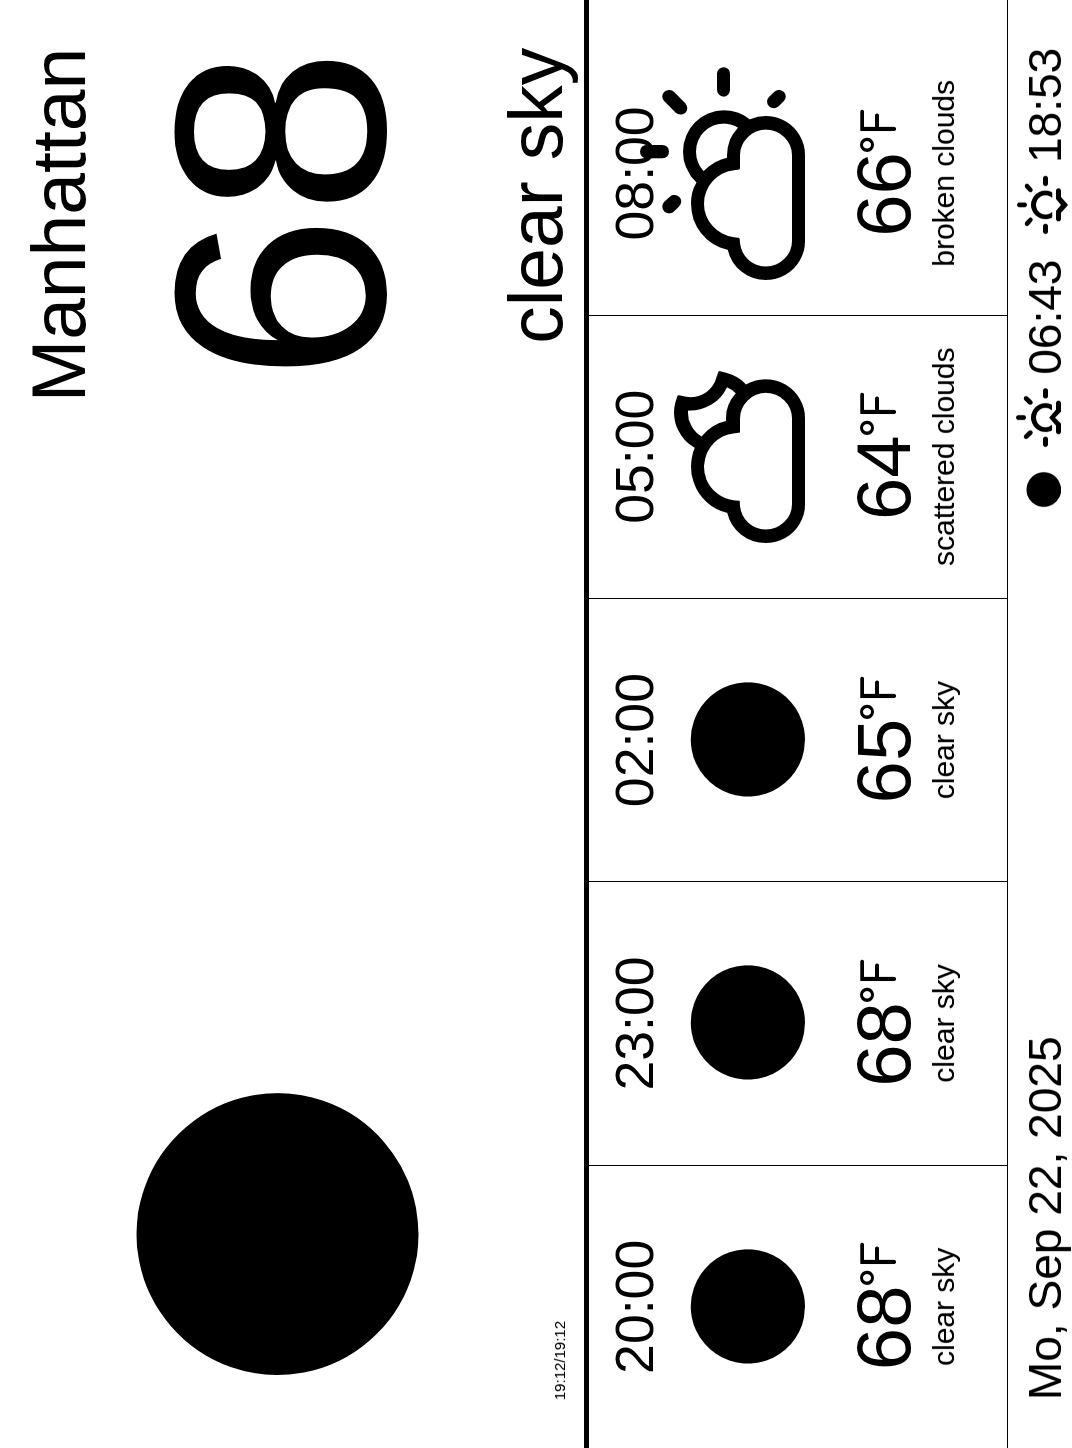 Manhattan
68
clear sky
19:12/19:12
20:00
68°F
clear sky
23:00
68°F
clear sky
02:00
65°F
clear sky
05:00
64°F
scattered clouds
08:00
66°F
broken clouds
Mo, Sep 22, 2025
06:43
18:53